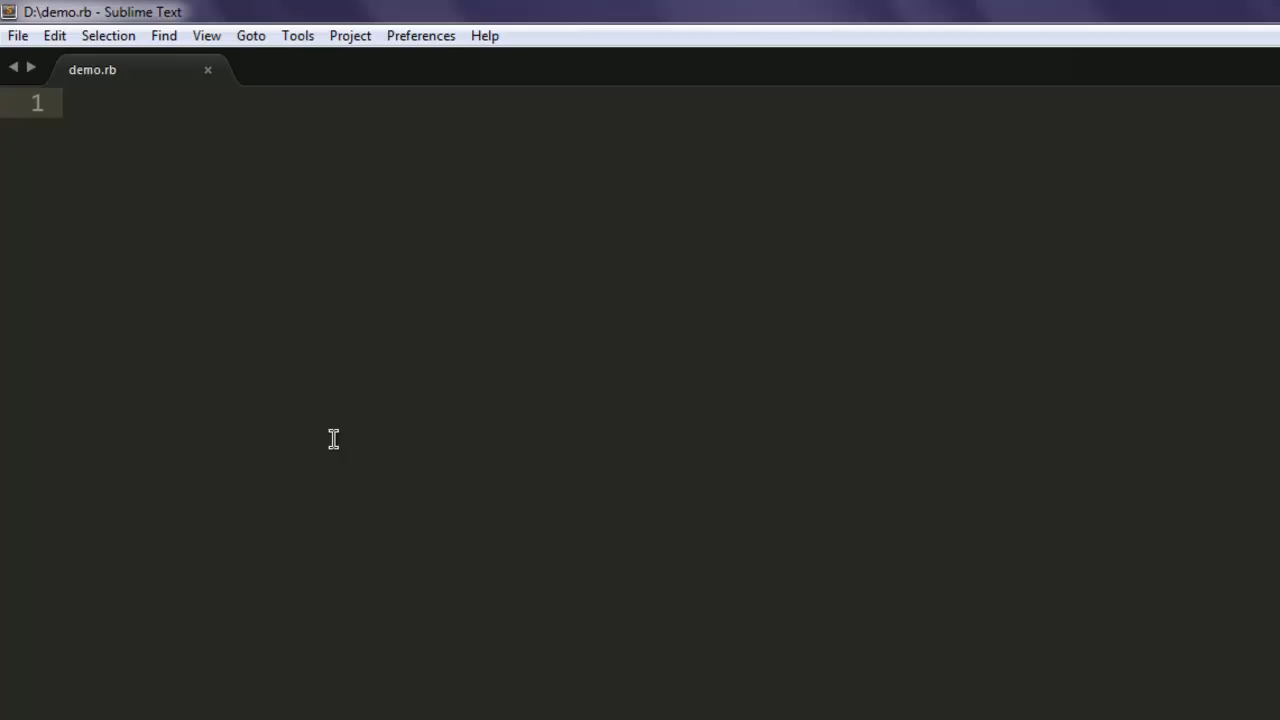 D:\demo.rb - Sublime Text
File Edit Selection Find View Goto Tools Project Preferences Help
demo.rb
1